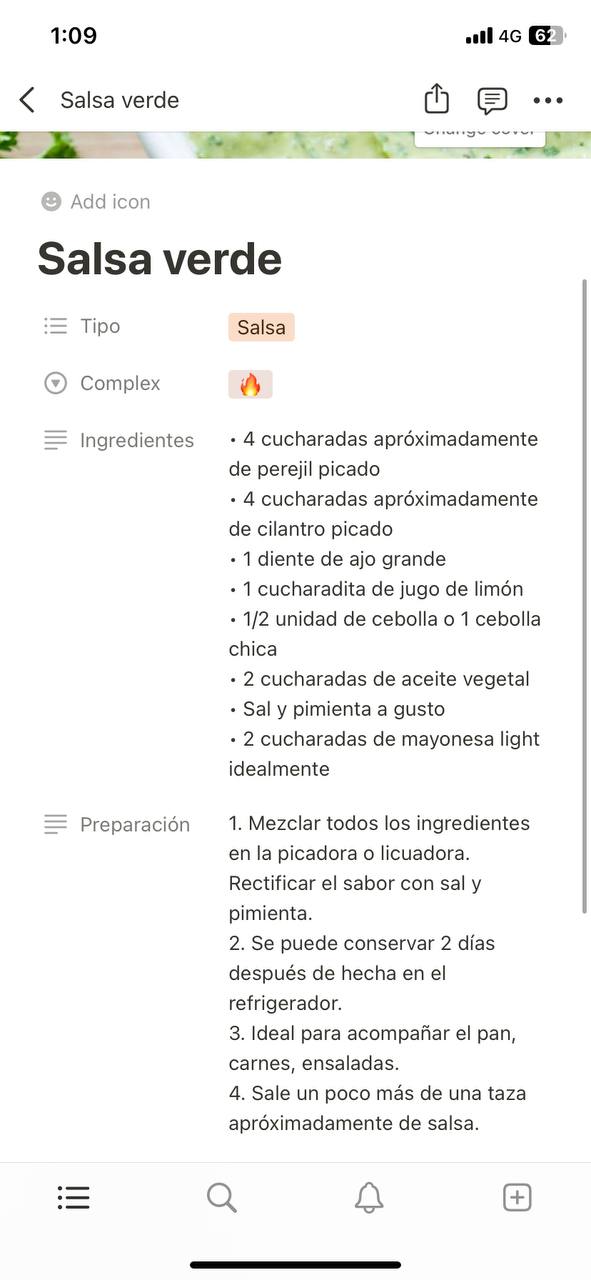 1:09
4G 62
Salsa verde
Change cover
Add icon
Salsa verde
Tipo
Salsa
Complex
Ingredientes
• 4 cucharadas apróximadamente
de perejil picado
• 4 cucharadas apróximadamente
de cilantro picado
• 1 diente de ajo grande
• 1 cucharadita de jugo de limón
• 1/2 unidad de cebolla o 1 cebolla
chica
• 2 cucharadas de aceite vegetal
• Sal y pimienta a gusto
• 2 cucharadas de mayonesa light
idealmente
Preparación
1. Mezclar todos los ingredientes
en la picadora o licuadora.
Rectificar el sabor con sal y
pimienta.
2. Se puede conservar 2 días
después de hecha en el
refrigerador.
3. Ideal para acompañar el pan,
carnes, ensaladas.
4. Sale un poco más de una taza
apróximadamente de salsa.